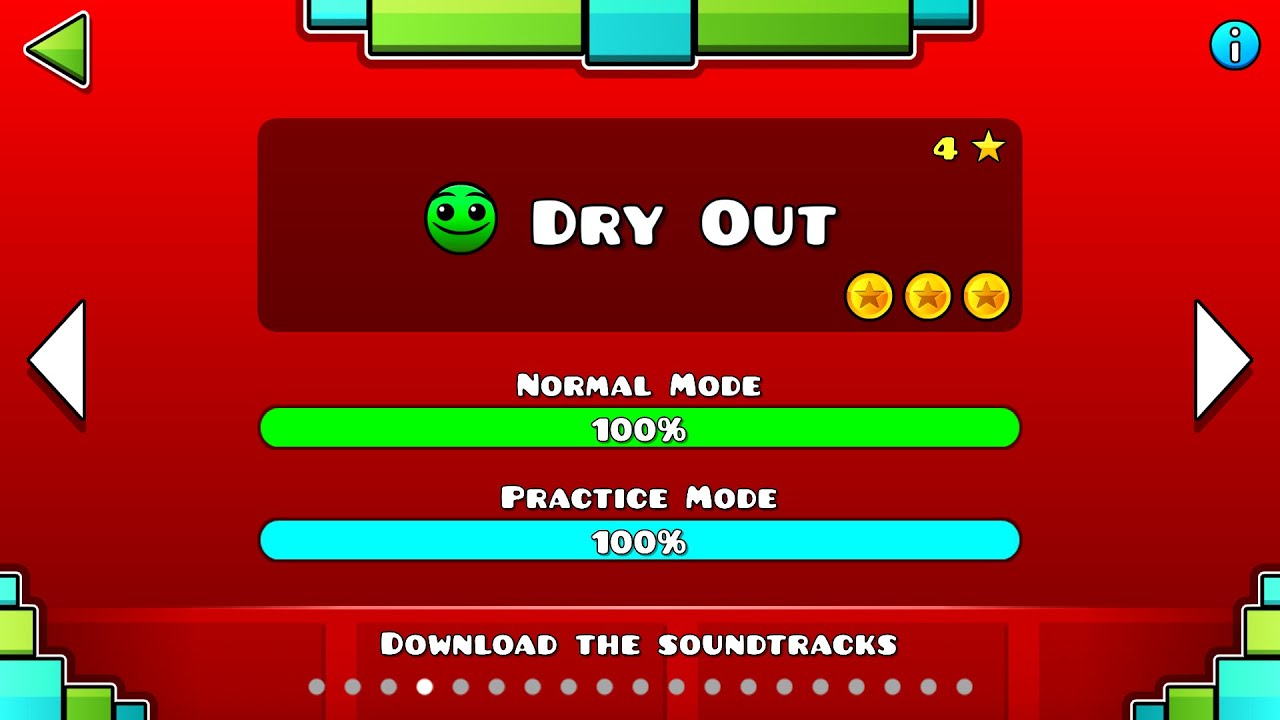 4
Dry Out
Normal Mode
100%
Practice Mode
100%
Download the soundtracks